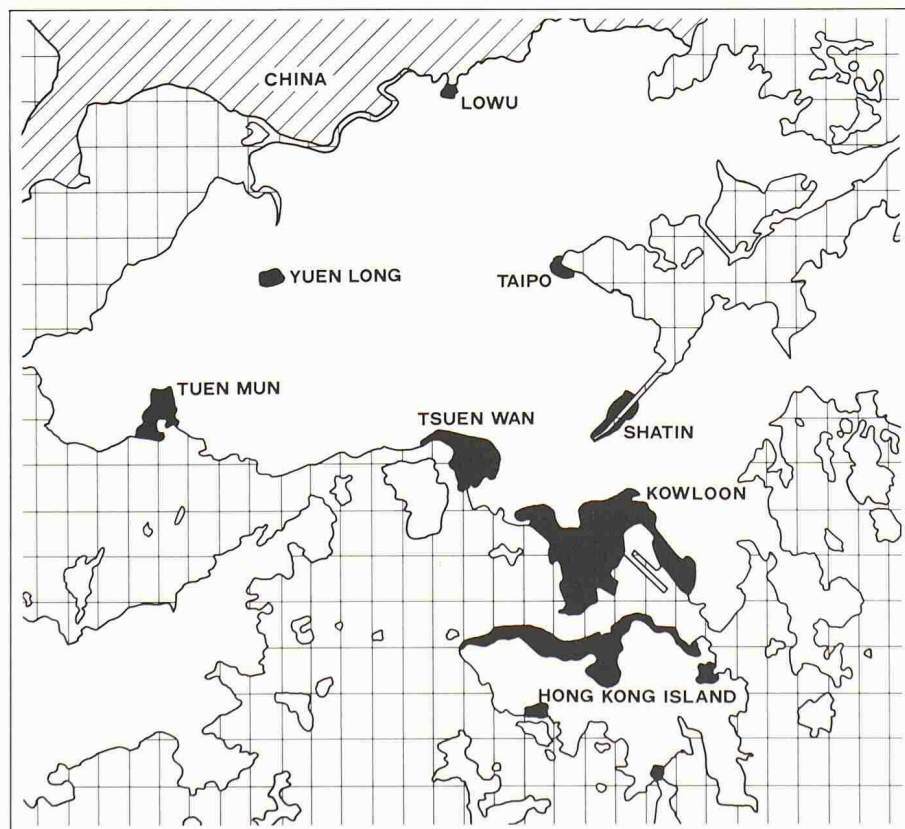 CHINA
LOWU
YUEN LONG
TAIPO
TUEN MUN
TSUEN WAN
SHATIN
KOWLOON
HONG KONG ISLAND